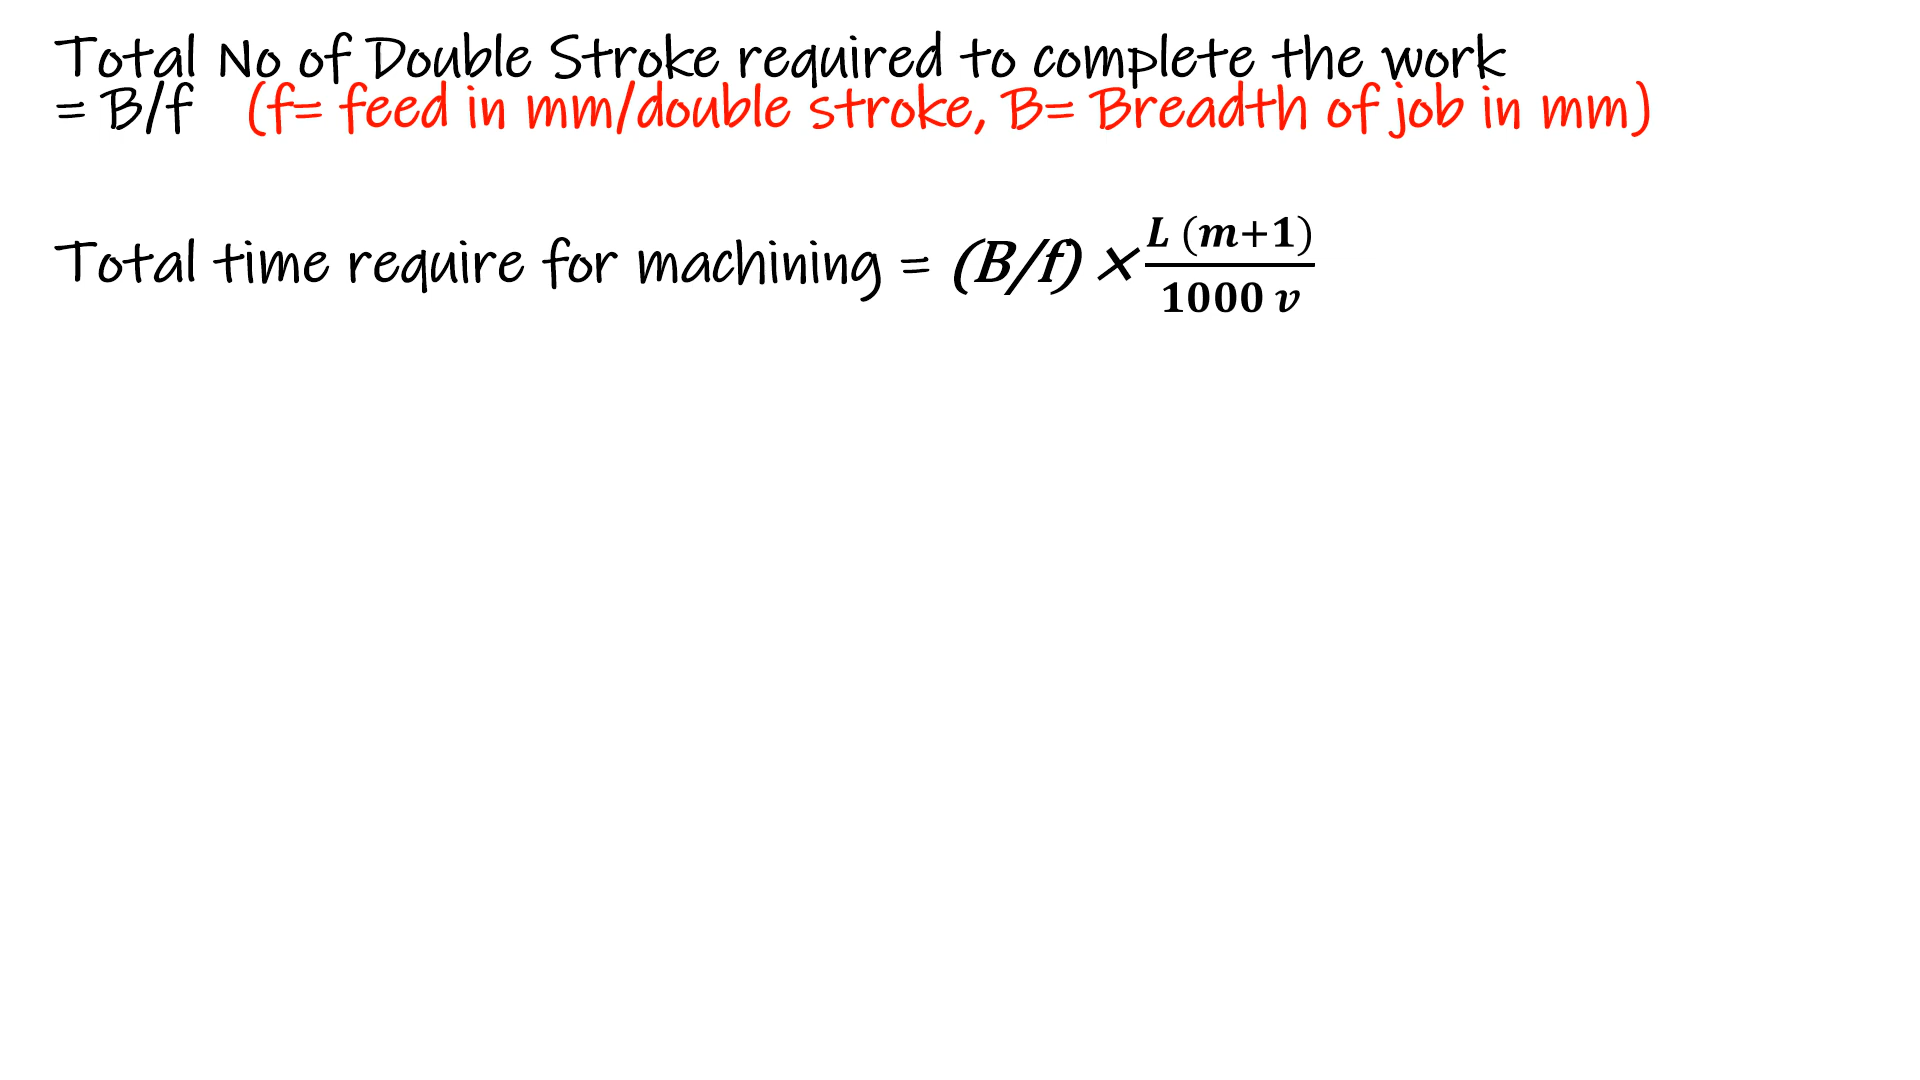 Total No of Double Stroke required to complete the work
= B/f (f= feed in mm/double stroke, B= Breadth of job in mm)
Total time require for machining = (B/f) × L (m+1) / 1000 v